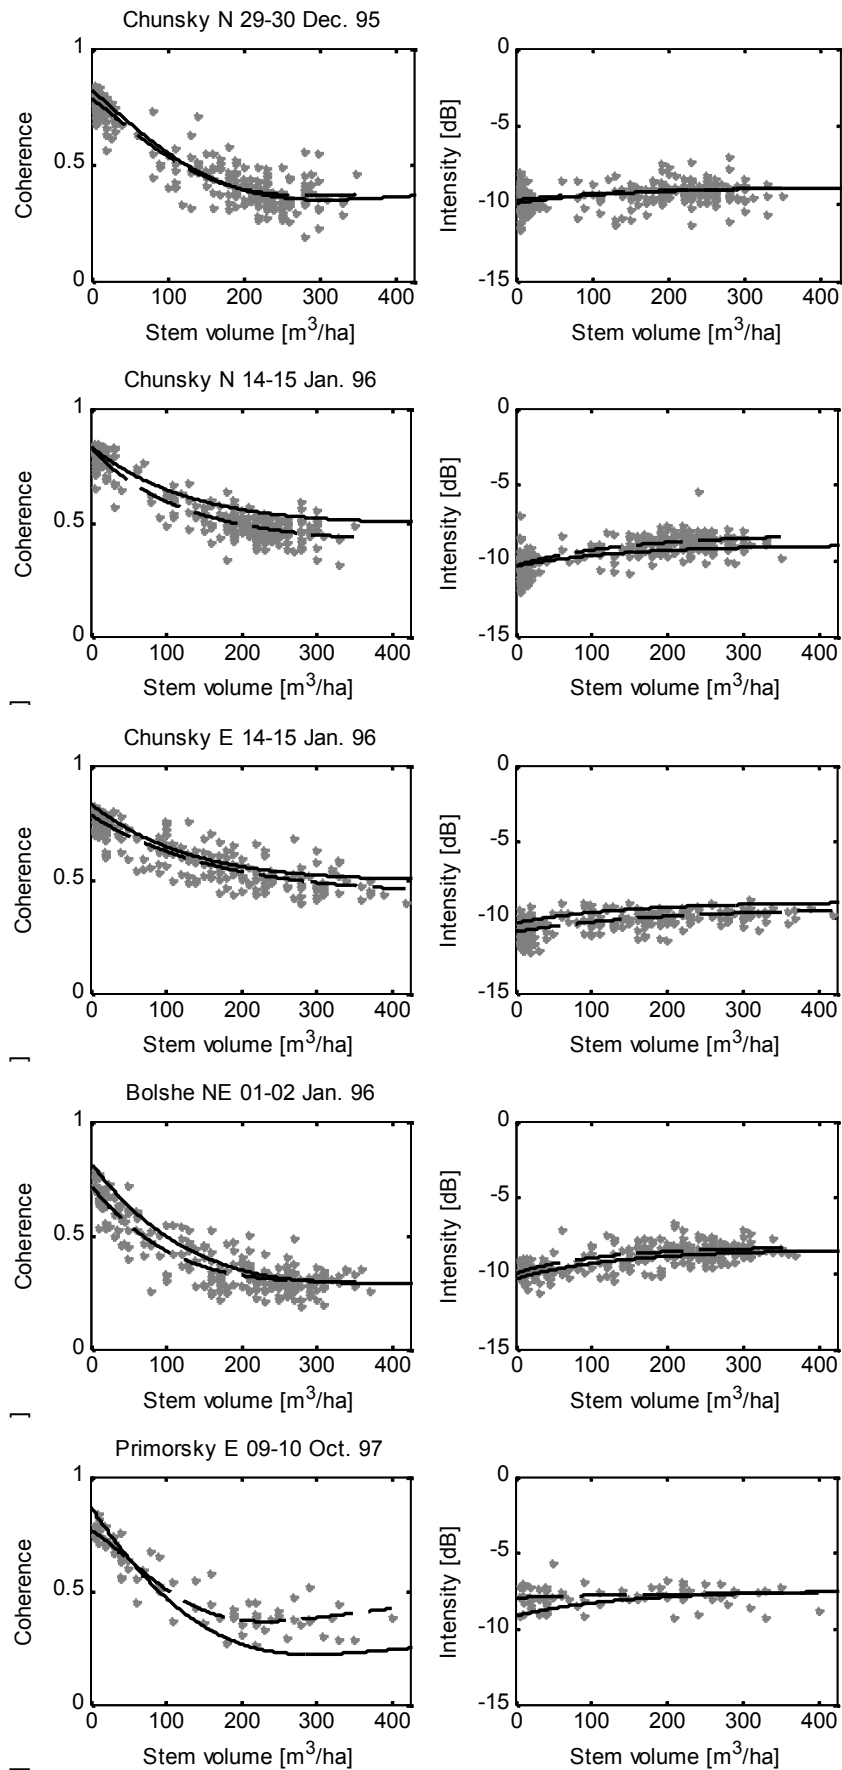 Chunsky N 29-30 Dec. 95
1
0.5
0
Coherence
0 100 200 300 400
Stem volume [m³/ha]
0
-5
-10
-15
Intensity [dB]
0 100 200 300 400
Stem volume [m³/ha]
Chunsky N 14-15 Jan. 96
1
0.5
0
Coherence
0 100 200 300 400
Stem volume [m³/ha]
0
-5
-10
-15
Intensity [dB]
0 100 200 300 400
Stem volume [m³/ha]
]
Chunsky E 14-15 Jan. 96
1
0.5
0
Coherence
0 100 200 300 400
Stem volume [m³/ha]
0
-5
-10
-15
Intensity [dB]
0 100 200 300 400
Stem volume [m³/ha]
]
Bolshe NE 01-02 Jan. 96
1
0.5
0
Coherence
0 100 200 300 400
Stem volume [m³/ha]
0
-5
-10
-15
Intensity [dB]
0 100 200 300 400
Stem volume [m³/ha]
]
Primorsky E 09-10 Oct. 97
1
0.5
0
Coherence
0 100 200 300 400
Stem volume [m³/ha]
0
-5
-10
-15
Intensity [dB]
0 100 200 300 400
Stem volume [m³/ha]
]